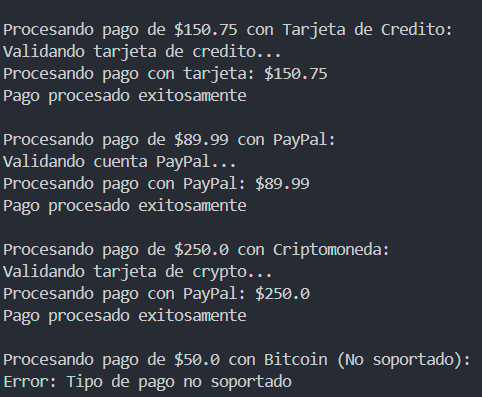 Procesando pago de $150.75 con Tarjeta de Credito:
Validando tarjeta de credito...
Procesando pago con tarjeta: $150.75
Pago procesado exitosamente

Procesando pago de $89.99 con PayPal:
Validando cuenta PayPal...
Procesando pago con PayPal: $89.99
Pago procesado exitosamente

Procesando pago de $250.0 con Criptomoneda:
Validando tarjeta de crypto...
Procesando pago con PayPal: $250.0
Pago procesado exitosamente

Procesando pago de $50.0 con Bitcoin (No soportado):
Error: Tipo de pago no soportado